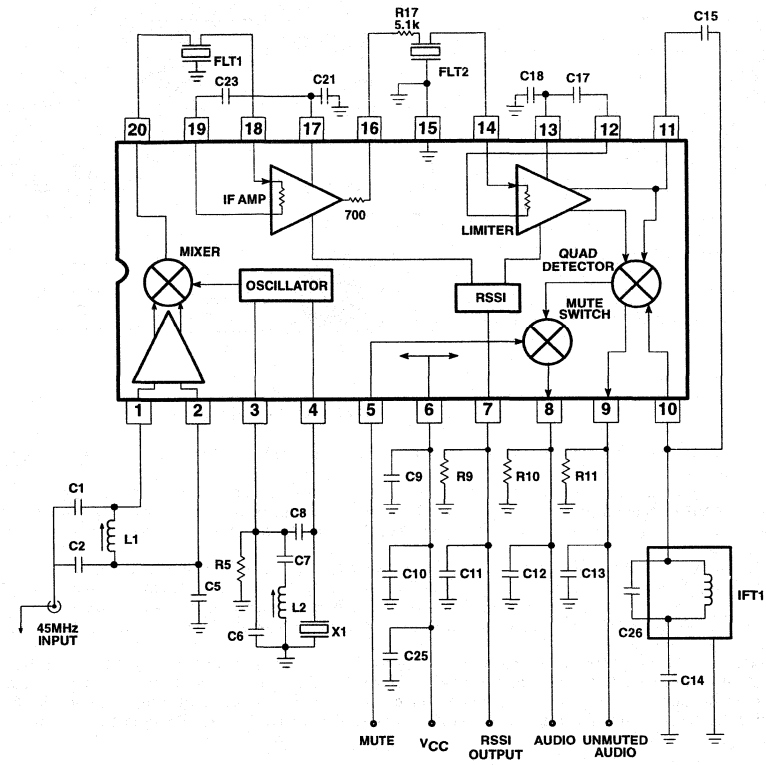 R17
5.1k
C15
FLT1
FLT2
C23
C21
C18
C17
20
19
18
17
16
15
14
13
12
11
IF AMP
700
LIMITER
MIXER
OSCILLATOR
RSSI
QUAD
DETECTOR
MUTE
SWITCH
1
2
3
4
5
6
7
8
9
10
C1
L1
C2
C5
45MHz
INPUT
R5
C6
C8
C7
L2
X1
C9
R9
R10
R11
C10
C11
C12
C13
C25
IFT1
C26
C14
MUTE
VCC
RSSI
OUTPUT
AUDIO
UNMUTED
AUDIO